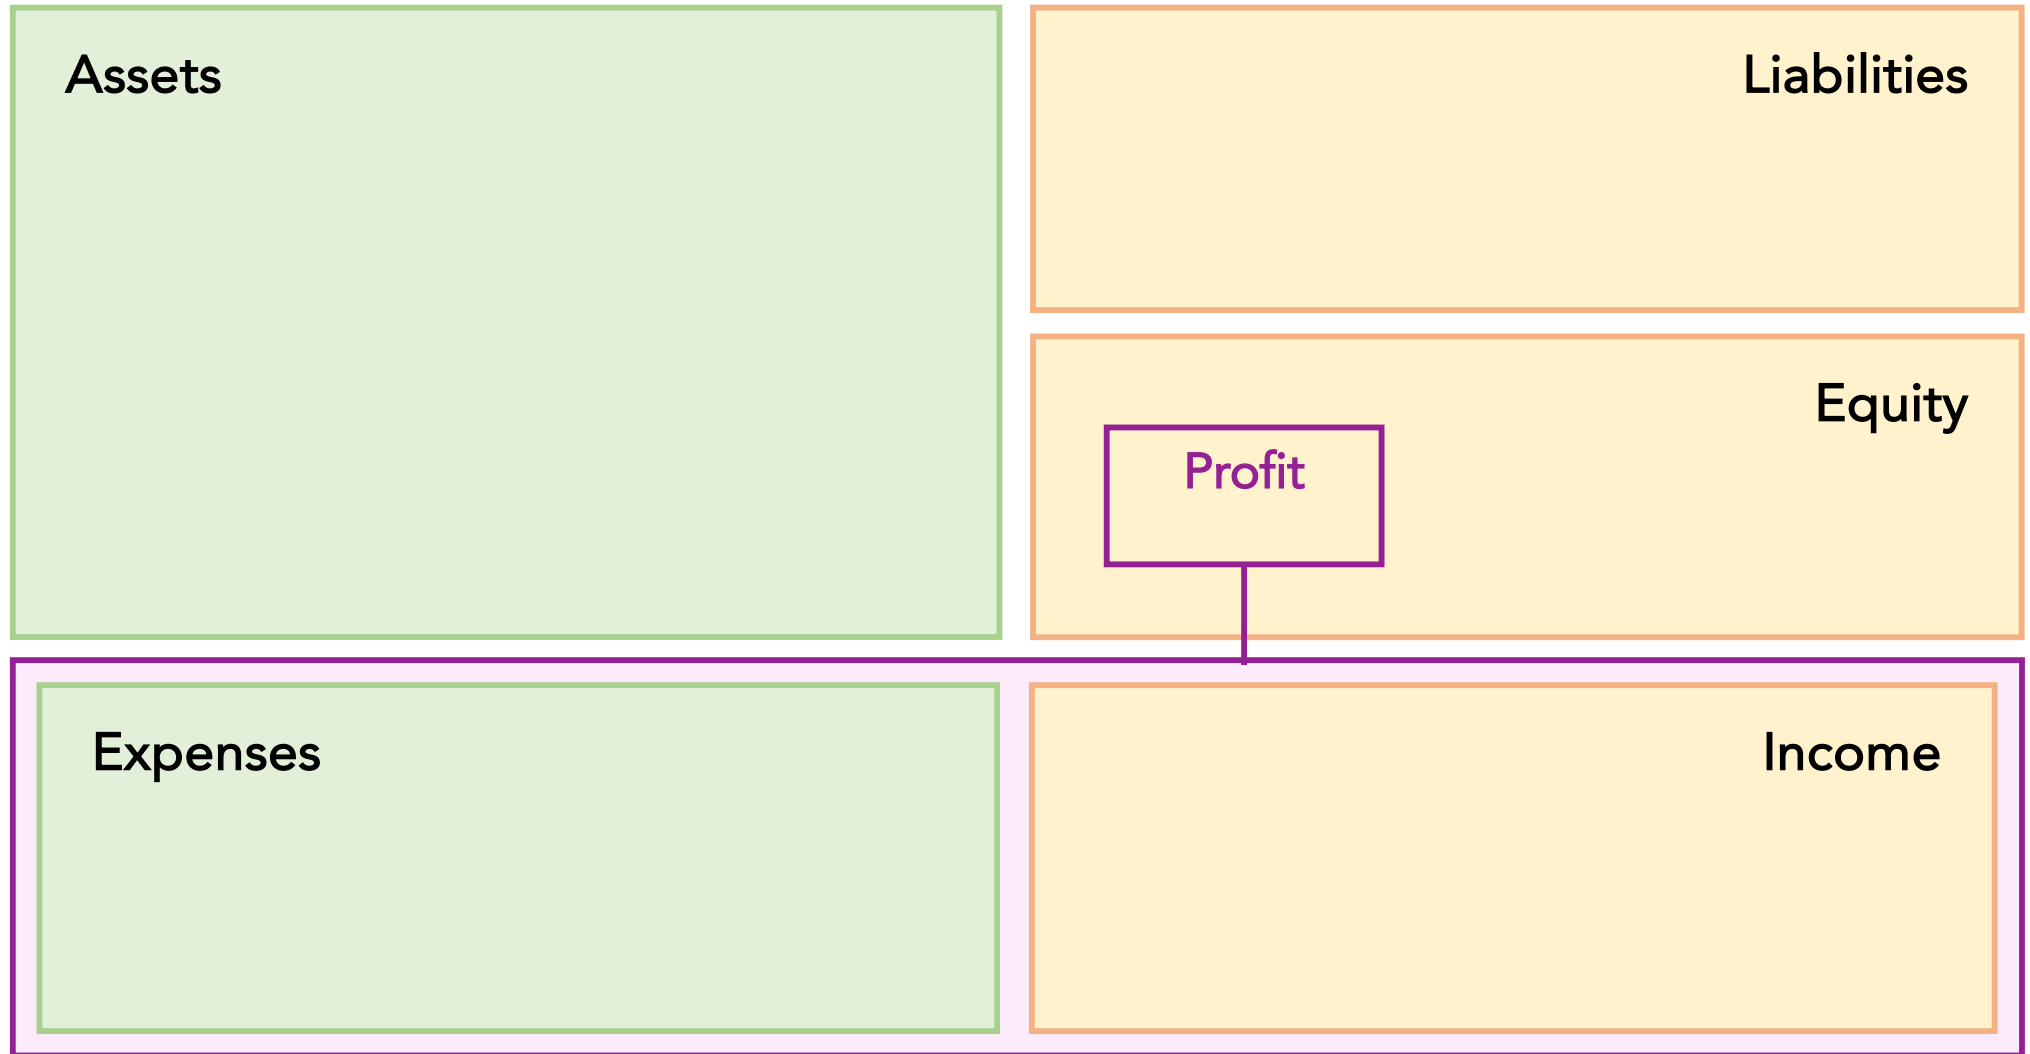 Assets
Liabilities
Equity
Profit
Expenses
Income